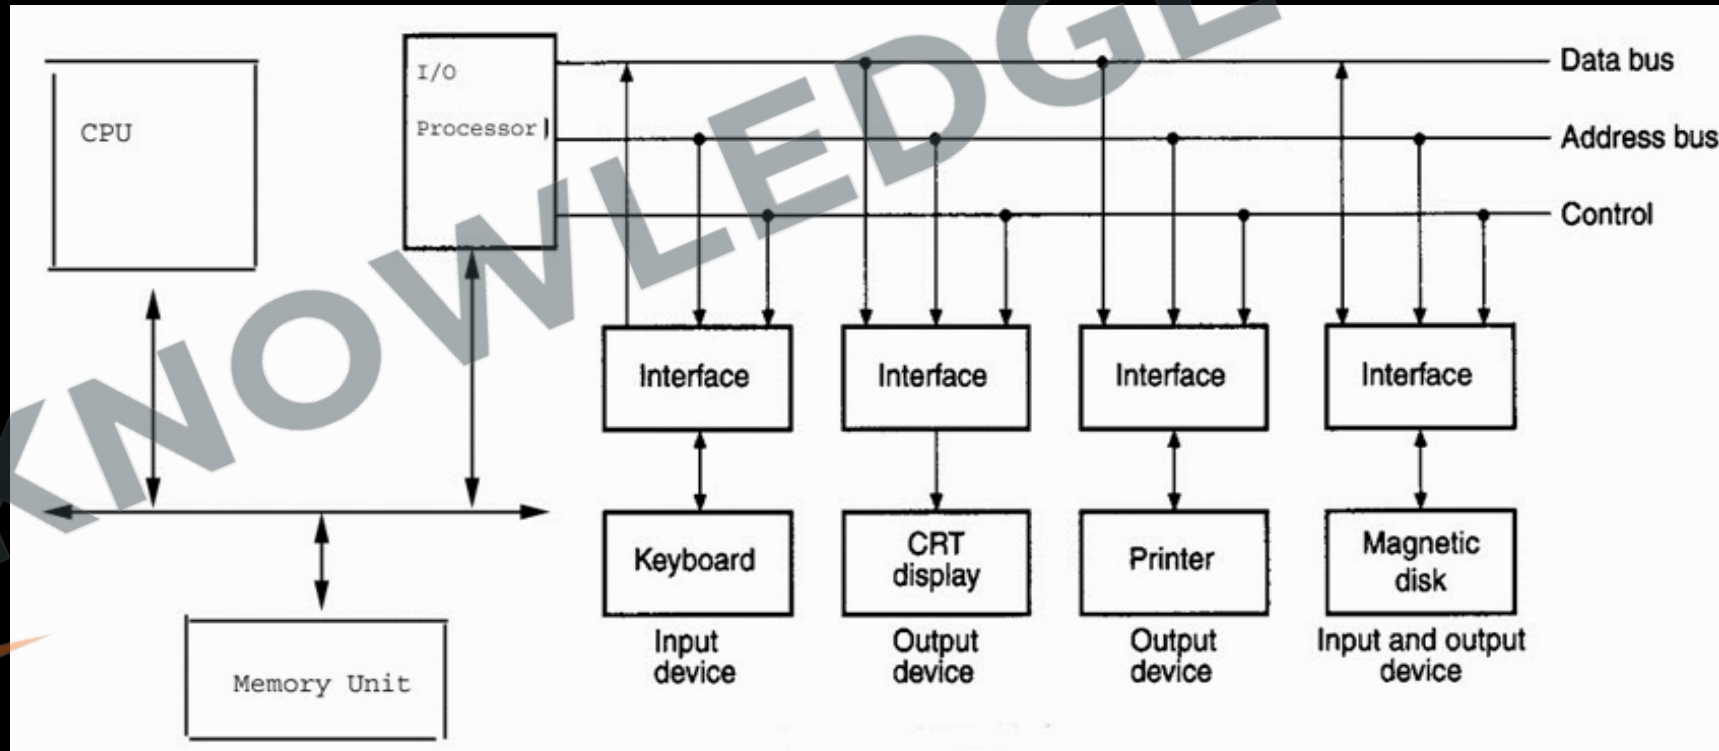 CPU
I/O
Processor
Data bus
Address bus
Control
Interface
Interface
Interface
Interface
Keyboard
CRT
display
Printer
Magnetic
disk
Input
device
Output
device
Output
device
Input and output
device
Memory Unit
KNOWLEDGE